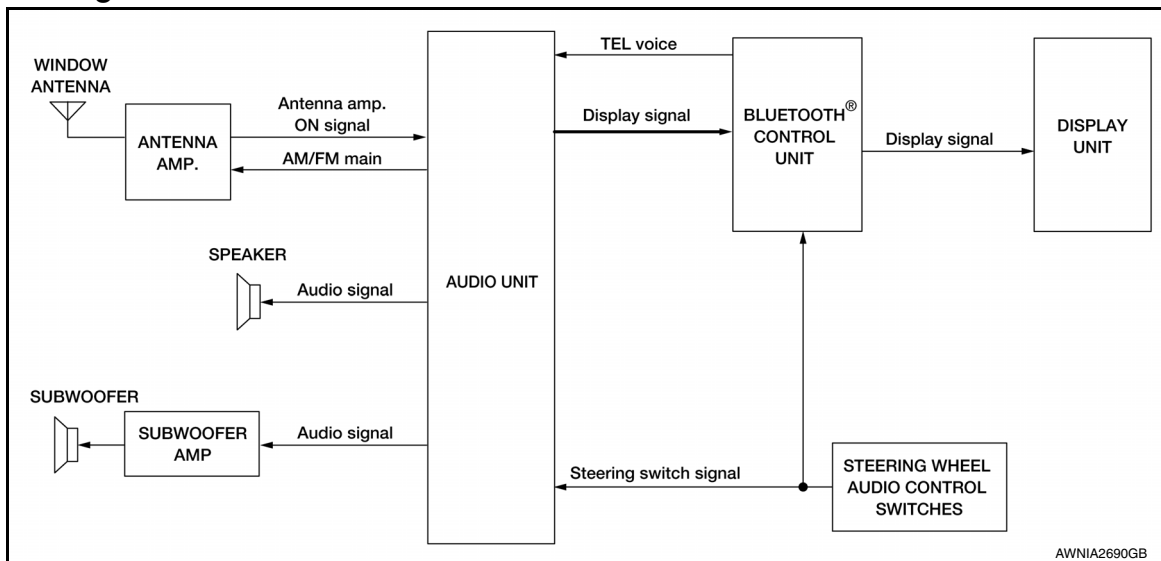 WINDOW
ANTENNA
ANTENNA
AMP.
Antenna amp.
ON signal
AM/FM main
SPEAKER
Audio signal
SUBWOOFER
SUBWOOFER
AMP
Audio signal
AUDIO UNIT
TEL voice
Display signal
Steering switch signal
BLUETOOTH®
CONTROL
UNIT
Display signal
DISPLAY
UNIT
STEERING WHEEL
AUDIO CONTROL
SWITCHES
AWNIA2690GB